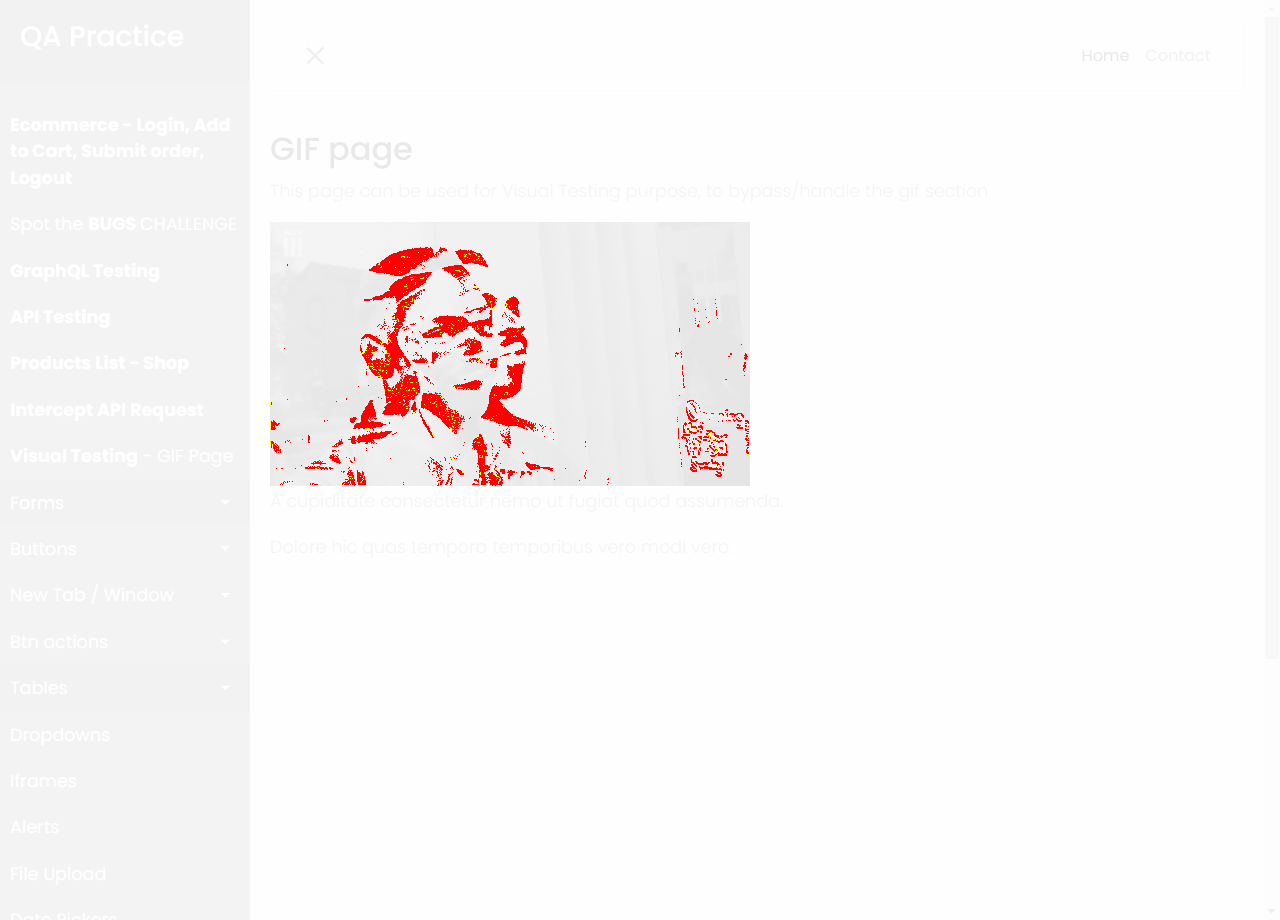 QA Practice
Home Contact
Ecommerce - Login, Add
to Cart, Submit order,
Logout
Spot the BUGS CHALLENGE
GraphQL Testing
API Testing
Products List - Shop
Intercept API Request
Visual Testing - GIF Page
Forms
Buttons
New Tab / Window
Btn actions
Tables
Dropdowns
Iframes
Alerts
File Upload
Date Pickers
GIF page
This page can be used for Visual Testing purpose, to bypass/handle the gif section
A cupiditate consectetur nemo ut fugiat quod assumenda.
Dolore hic quas tempora temporibus vero modi vero.